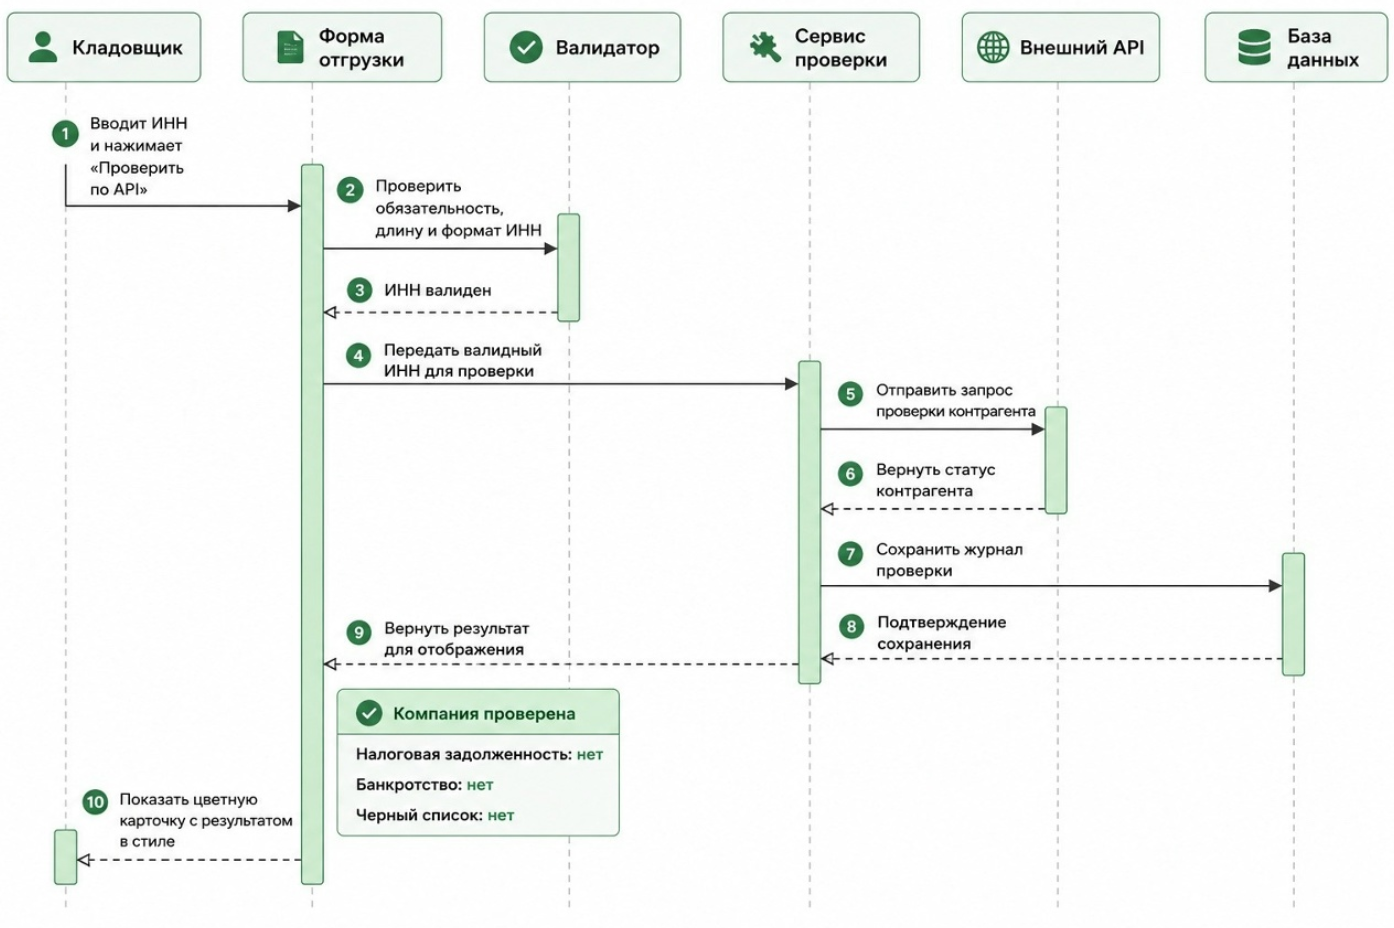 Кладовщик
Форма
отгрузки
Валидатор
Сервис
проверки
Внешний API
База
данных
1
Вводит ИНН
и нажимает
«Проверить
по API»
2
Проверить
обязательность,
длину и формат ИНН
3
ИНН валиден
4
Передать валидный
ИНН для проверки
5
Отправить запрос
проверки контрагента
6
Вернуть статус
контрагента
7
Сохранить журнал
проверки
8
Подтверждение
сохранения
9
Вернуть результат
для отображения
Компания проверена
Налоговая задолженность: нет
Банкротство: нет
Черный список: нет
10
Показать цветную
карточку с результатом
в стиле